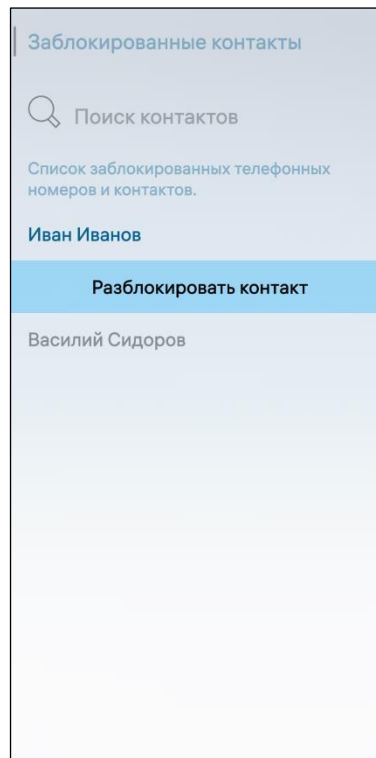 Заблокированные контакты
Поиск контактов
Список заблокированных телефонных
номеров и контактов.
Иван Иванов
Разблокировать контакт
Василий Сидоров